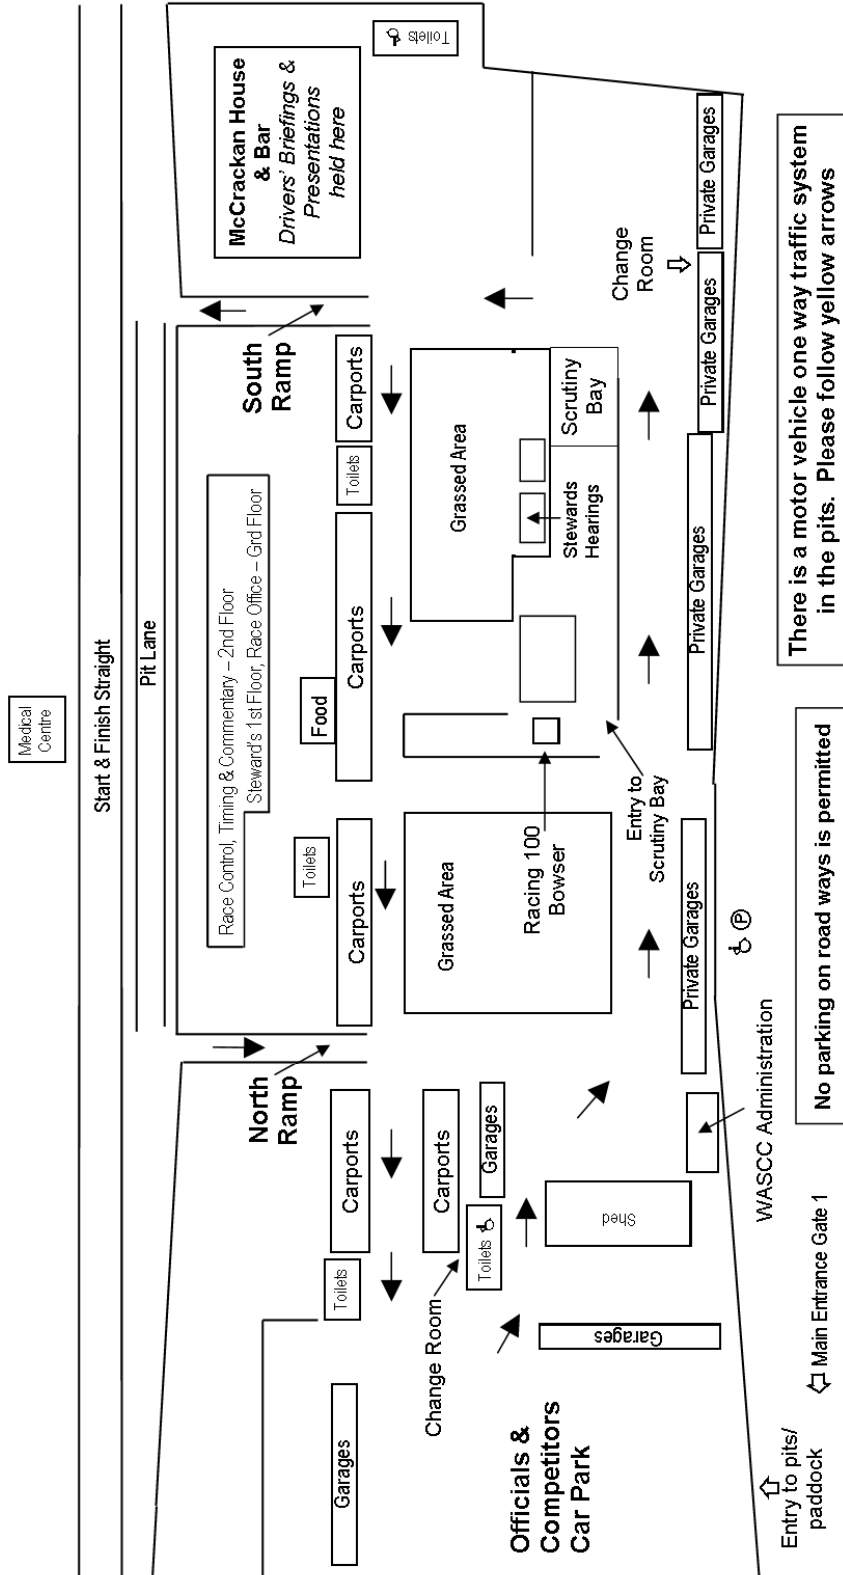 Medical
Centre
Start & Finish Straight
Pit Lane
Race Control, Timing & Commentary – 2nd Floor
Steward's 1st Floor, Race Office – Grd Floor
McCrackan House
& Bar
Drivers' Briefings &
Presentations
held here
Toilets
North
Ramp
South
Ramp
Toilets
Food
Garages
Toilets
Carports
Carports
Carports
Toilets
Carports
Change Room
Carports
Toilets
Garages
Grassed Area
Grassed Area
Officials &
Competitors
Car Park
Garages
Shed
Racing 100
Bowser
Entry to
Scrutiny Bay
Stewards
Hearings
Scrutiny
Bay
Change
Room
Private Garages
Private Garages
Private Garages
Private Garages
WASCC Administration
P
Entry to pits/
paddock
Main Entrance Gate 1
No parking on road ways is permitted
There is a motor vehicle one way traffic system
in the pits. Please follow yellow arrows